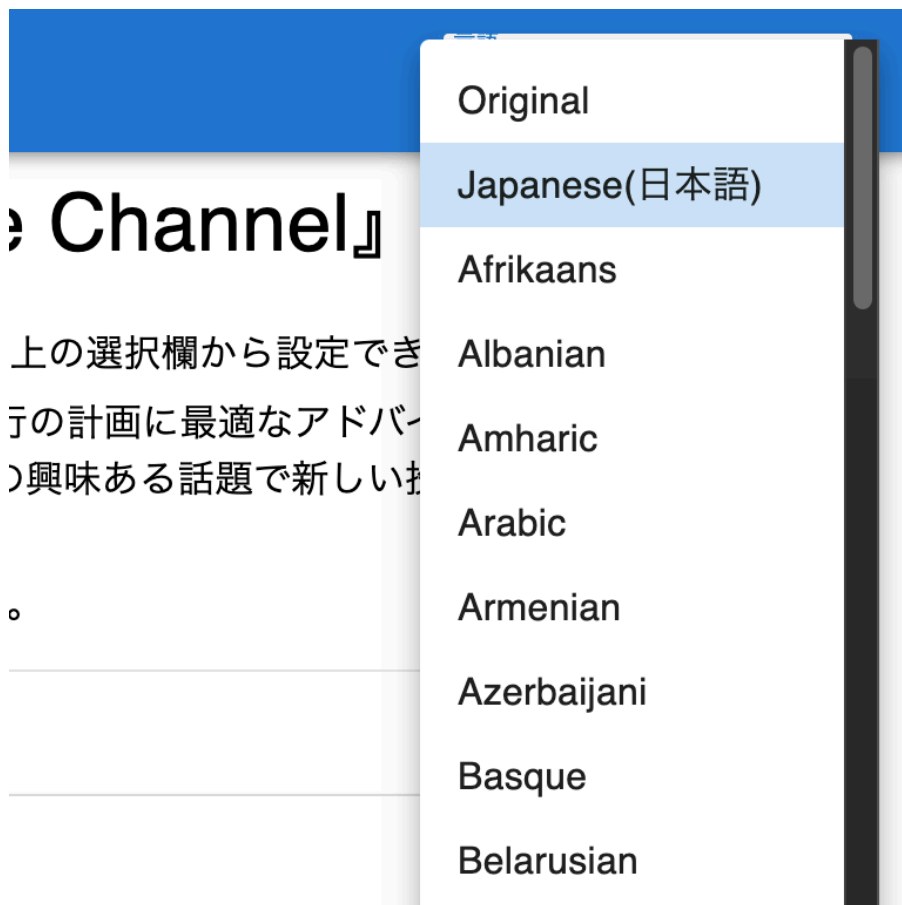 Original
Japanese(日本語)
Afrikaans
Albanian
Amharic
Arabic
Armenian
Azerbaijani
Basque
Belarusian
Channel』
上の選択欄から設定でき
の計画に最適なアドバイ
興味ある話題で新しい
。